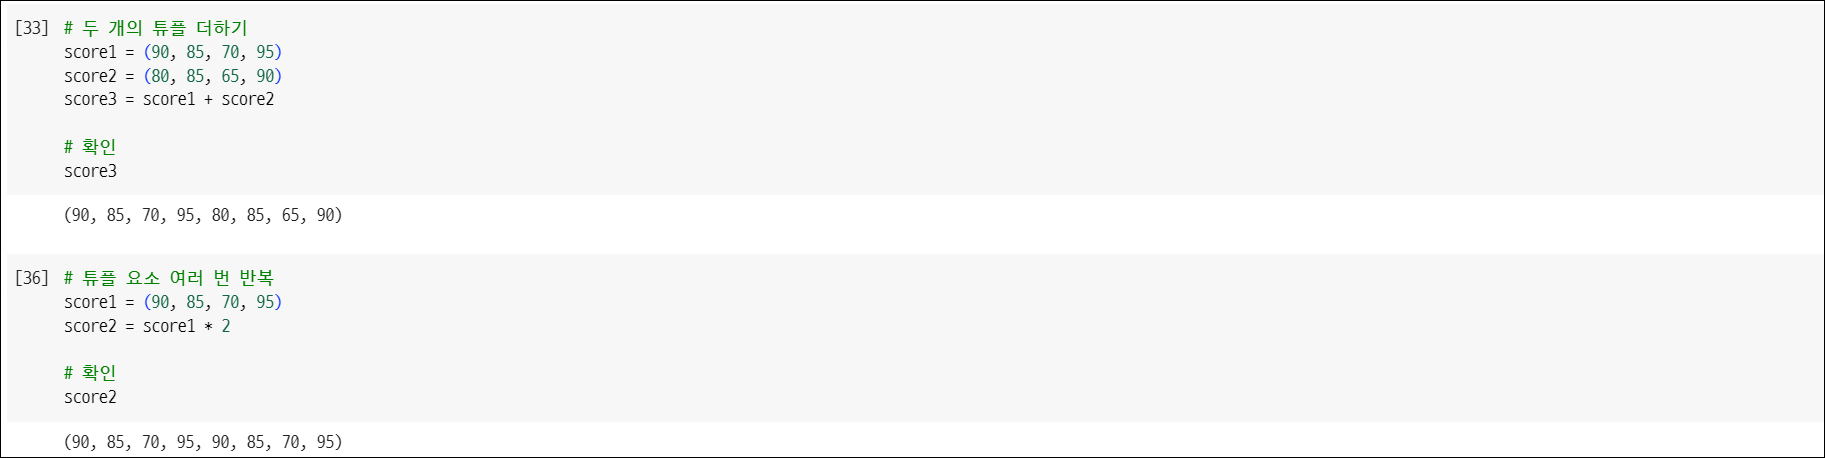 [33] # 두 개의 튜플 더하기
score1 = (90, 85, 70, 95)
score2 = (80, 85, 65, 90)
score3 = score1 + score2
# 확인
score3
(90, 85, 70, 95, 80, 85, 65, 90)
[36] # 튜플 요소 여러 번 반복
score1 = (90, 85, 70, 95)
score2 = score1 * 2
# 확인
score2
(90, 85, 70, 95, 90, 85, 70, 95)